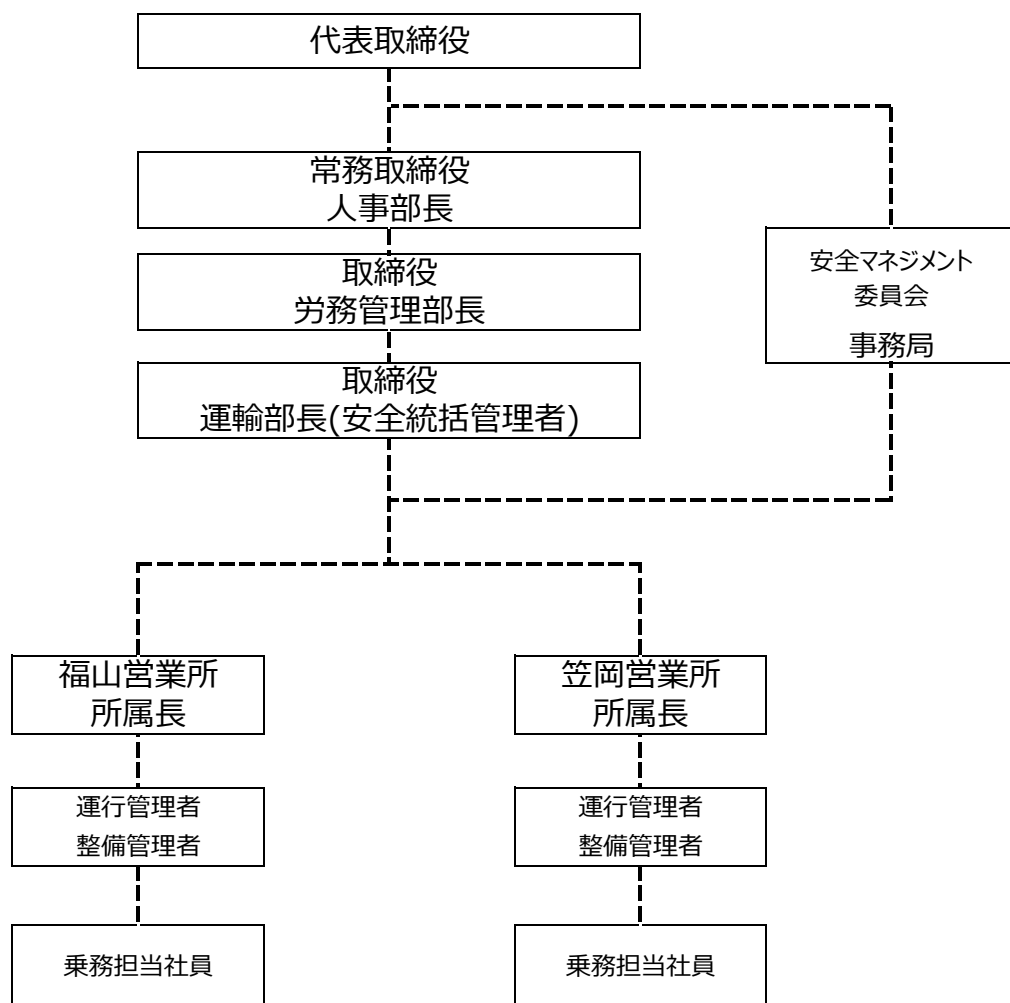 代表取締役
常務取締役
人事部長
取締役
労務管理部長
取締役
運輸部長(安全統括管理者)
安全マネジメント
委員会
事務局
福山営業所
所属長
運行管理者
整備管理者
乗務担当社員
笠岡営業所
所属長
運行管理者
整備管理者
乗務担当社員